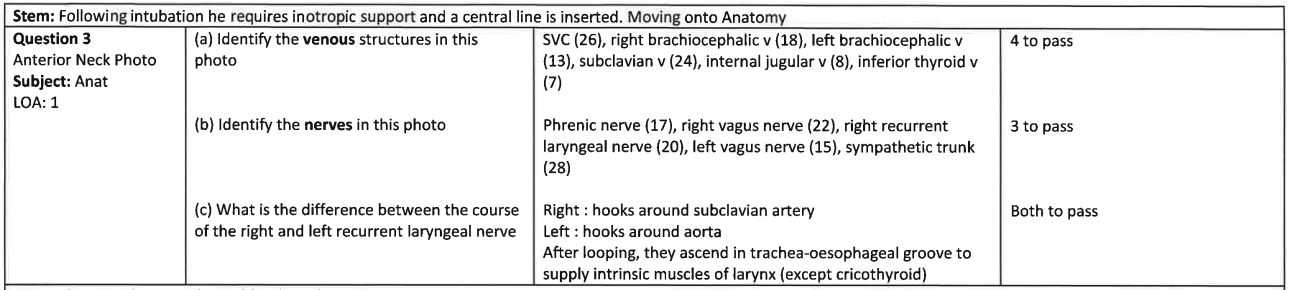 Stem: Following intubation he requires inotropic support and a central line is inserted. Moving onto Anatomy
Question 3
Anterior Neck Photo
Subject: Anat
LOA: 1
(a) Identify the venous structures in this
photo
SVC (26), right brachiocephalic v (18), left brachiocephalic v
(13), subclavian v (24), internal jugular v (8), inferior thyroid v
(7)
4 to pass
(b) Identify the nerves in this photo
Phrenic nerve (17), right vagus nerve (22), right recurrent
laryngeal nerve (20), left vagus nerve (15), sympathetic trunk
(28)
3 to pass
(c) What is the difference between the course
of the right and left recurrent laryngeal nerve
Right : hooks around subclavian artery
Left : hooks around aorta
After looping, they ascend in trachea-oesophageal groove to
supply intrinsic muscles of larynx (except cricothyroid)
Both to pass